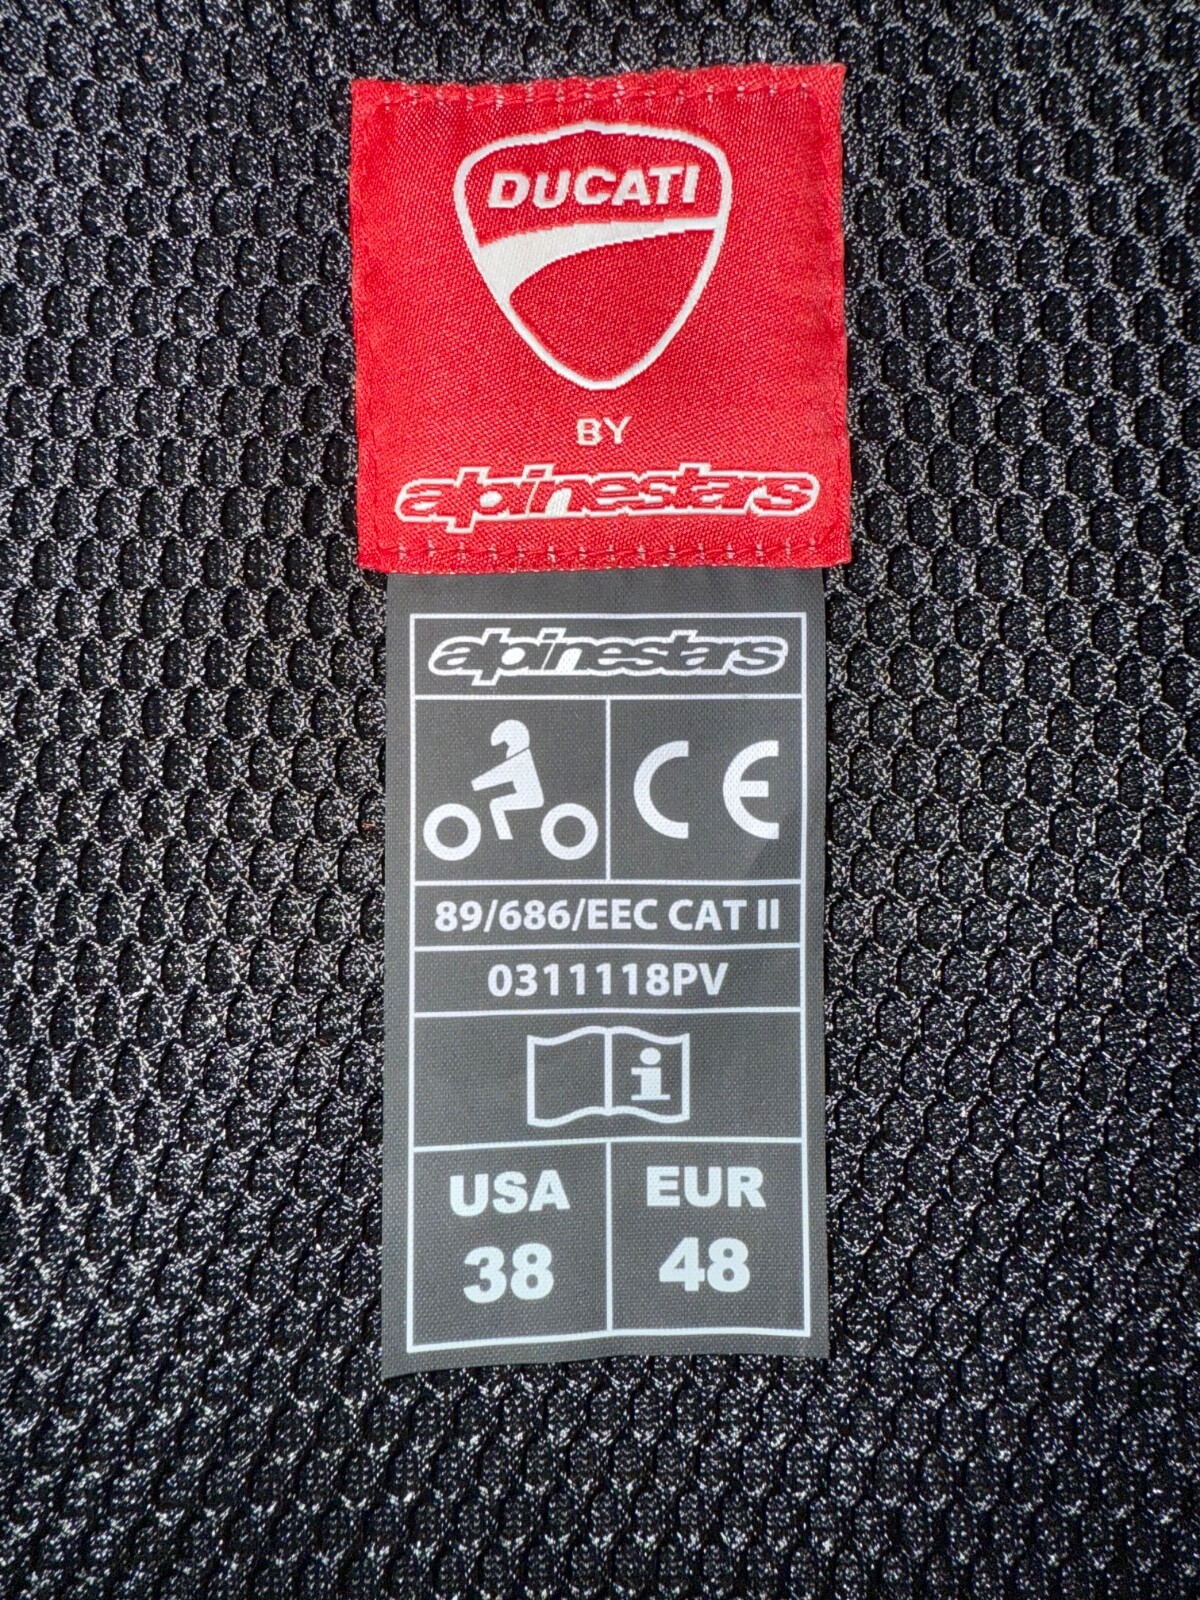 DUCATI
BY
alpinestars
alpinestars
CE
89/686/EEC CAT II
0311118PV
i
USA EUR
38 48